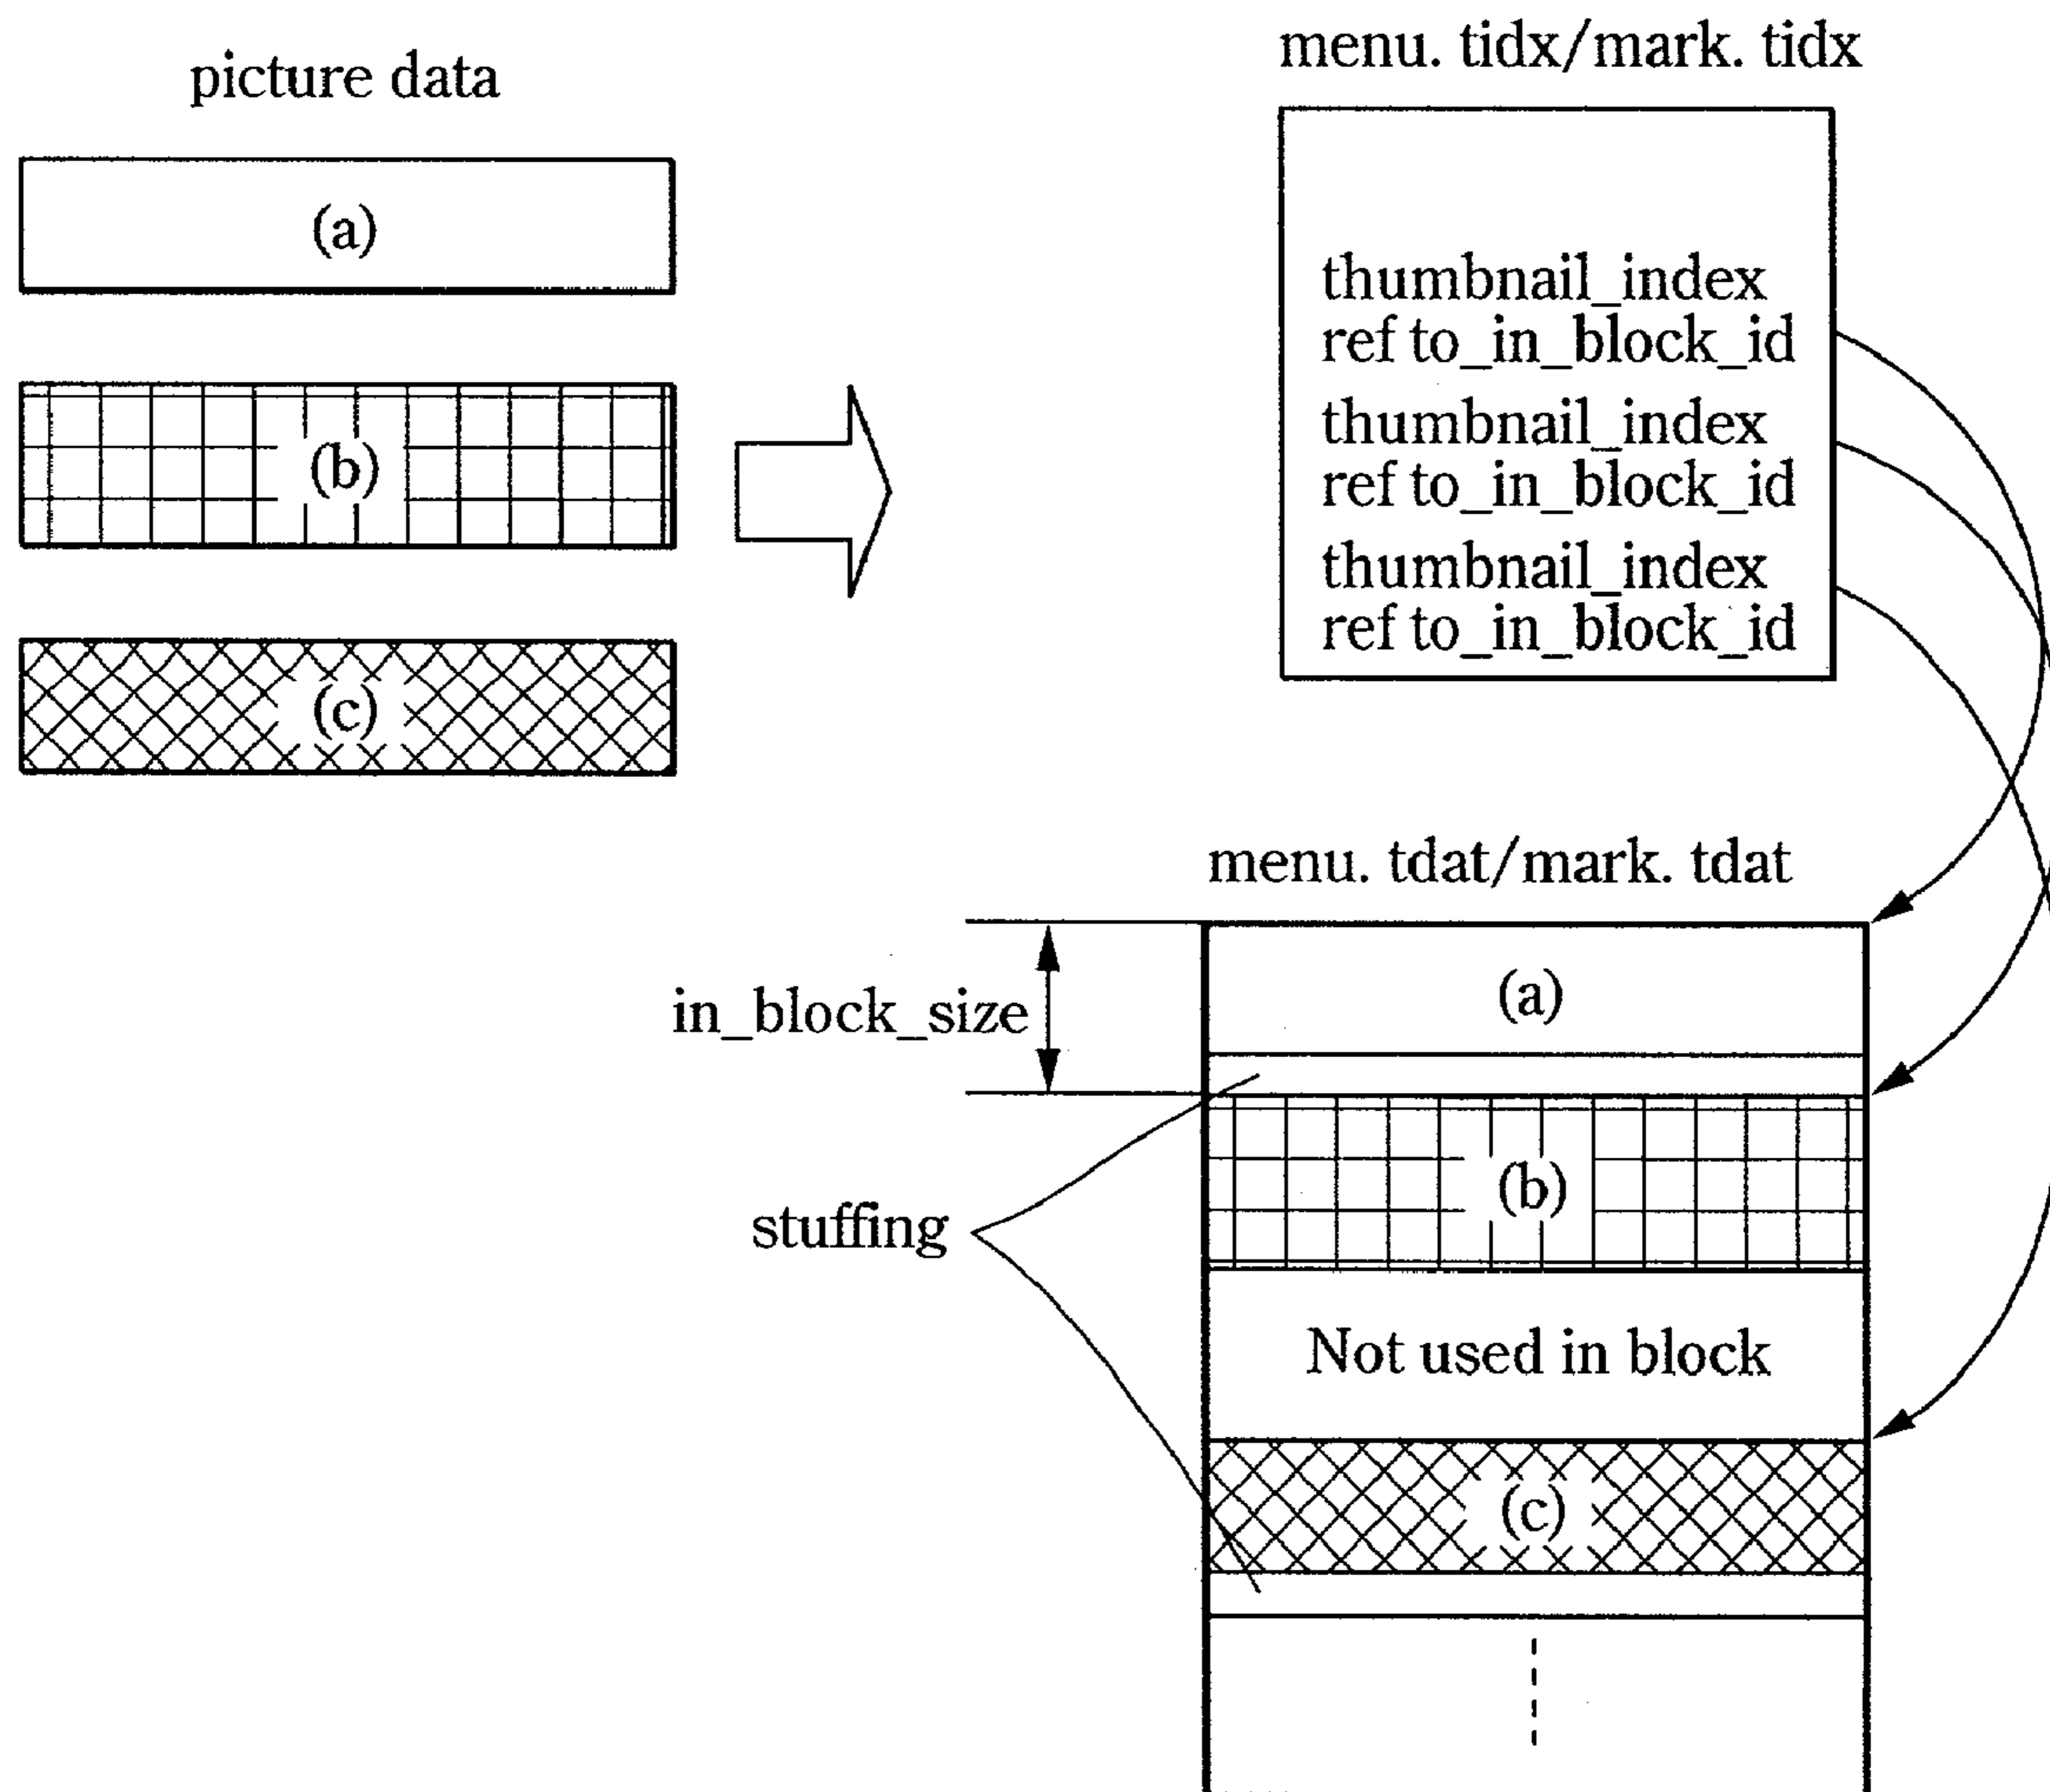 picture data
(a)
(b)
(c)
menu. tidx/mark. tidx
thumbnail_index
ref to_in_block_id
thumbnail_index
ref to_in_block_id
thumbnail_index
ref to_in_block_id
menu. tdat/mark. tdat
in_block_size
(a)
stuffing
(b)
Not used in block
(c)